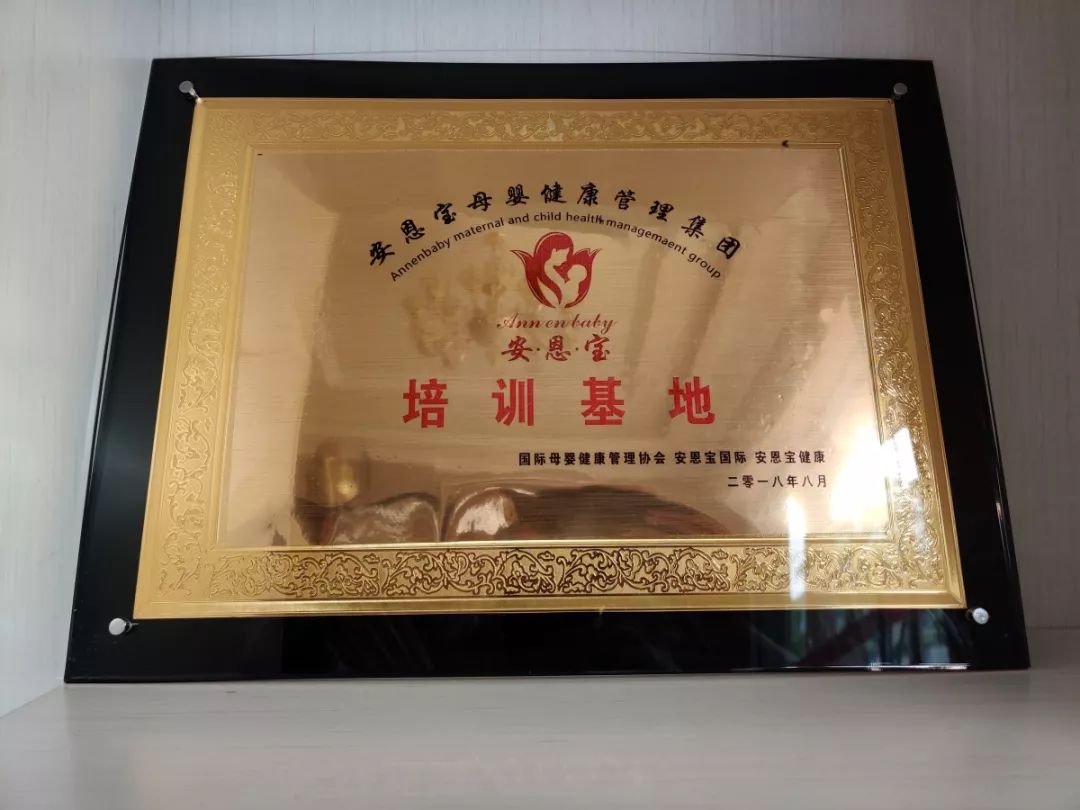 安恩宝母婴健康管理集团
Annenbaby maternal and child health managemaent group
Ann en baby
安·恩·宝
培训基地
国际母婴健康管理协会 安恩宝国际 安恩宝健康
二零一八年八月